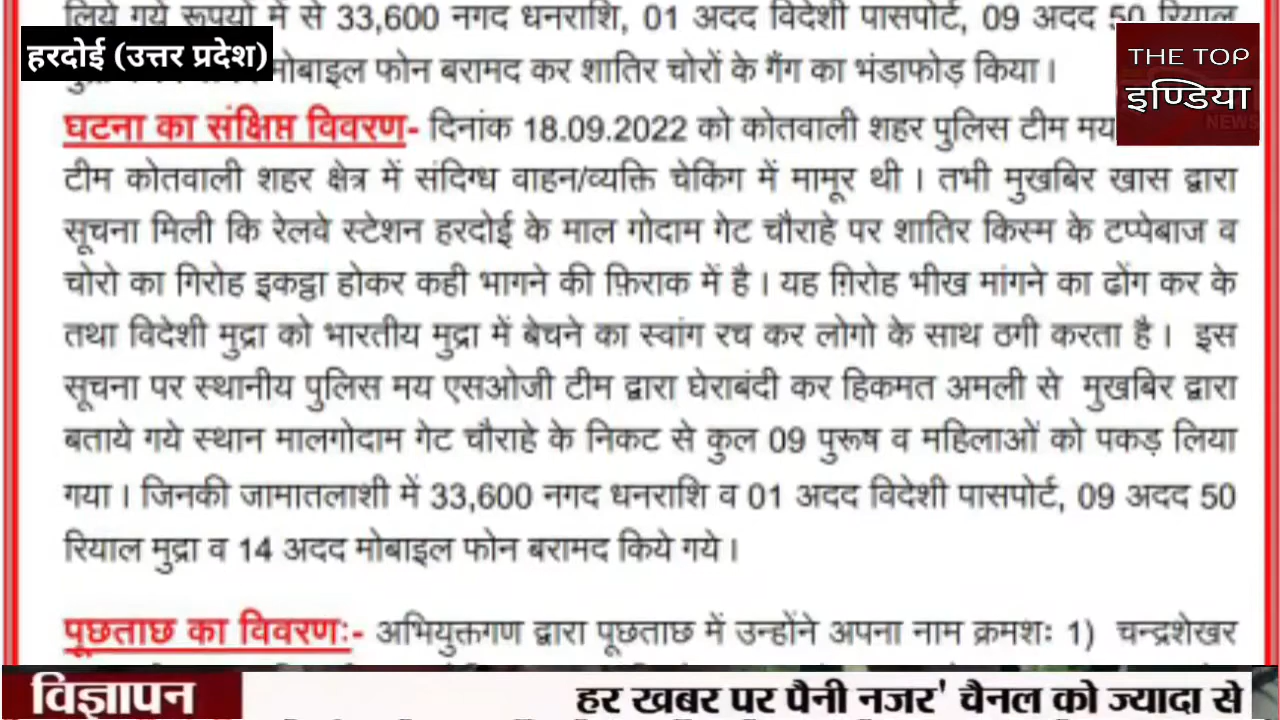 लिये गये रूपयों में से 33,600 नगद धनराशि, 01 अदद विदेशी पासपोर्ट, 09 अदद 50 रियाल
हरदोई (उत्तर प्रदेश)
मोबाइल फोन बरामद कर शातिर चोरों के गैंग का भंडाफोड़ किया।
THE TOP
इण्डिया
NEWS
घटना का संक्षिप्त विवरण- दिनांक 18.09.2022 को कोतवाली शहर पुलिस टीम मय
टीम कोतवाली शहर क्षेत्र में संदिग्ध वाहन/व्यक्ति चेकिंग में मामूर थी । तभी मुखबिर खास द्वारा
सूचना मिली कि रेलवे स्टेशन हरदोई के माल गोदाम गेट चौराहे पर शातिर किस्म के टप्पेबाज व
चोरो का गिरोह इकट्ठा होकर कही भागने की फ़िराक में है । यह ग़िरोह भीख मांगने का ढोंग कर के
तथा विदेशी मुद्रा को भारतीय मुद्रा में बेचने का स्वांग रच कर लोगो के साथ ठगी करता है । इस
सूचना पर स्थानीय पुलिस मय एसओजी टीम द्वारा घेराबंदी कर हिकमत अमली से मुखबिर द्वारा
बताये गये स्थान मालगोदाम गेट चौराहे के निकट से कुल 09 पुरूष व महिलाओं को पकड़ लिया
गया । जिनकी जामातलाशी में 33,600 नगद धनराशि व 01 अदद विदेशी पासपोर्ट, 09 अदद 50
रियाल मुद्रा व 14 अदद मोबाइल फोन बरामद किये गये ।
पूछताछ का विवरणः- अभियुक्तगण द्वारा पूछताछ में उन्होंने अपना नाम क्रमशः 1) चन्द्रशेखर
विज्ञापन
हर खबर पर पैनी नजर' चैनल को ज्यादा से